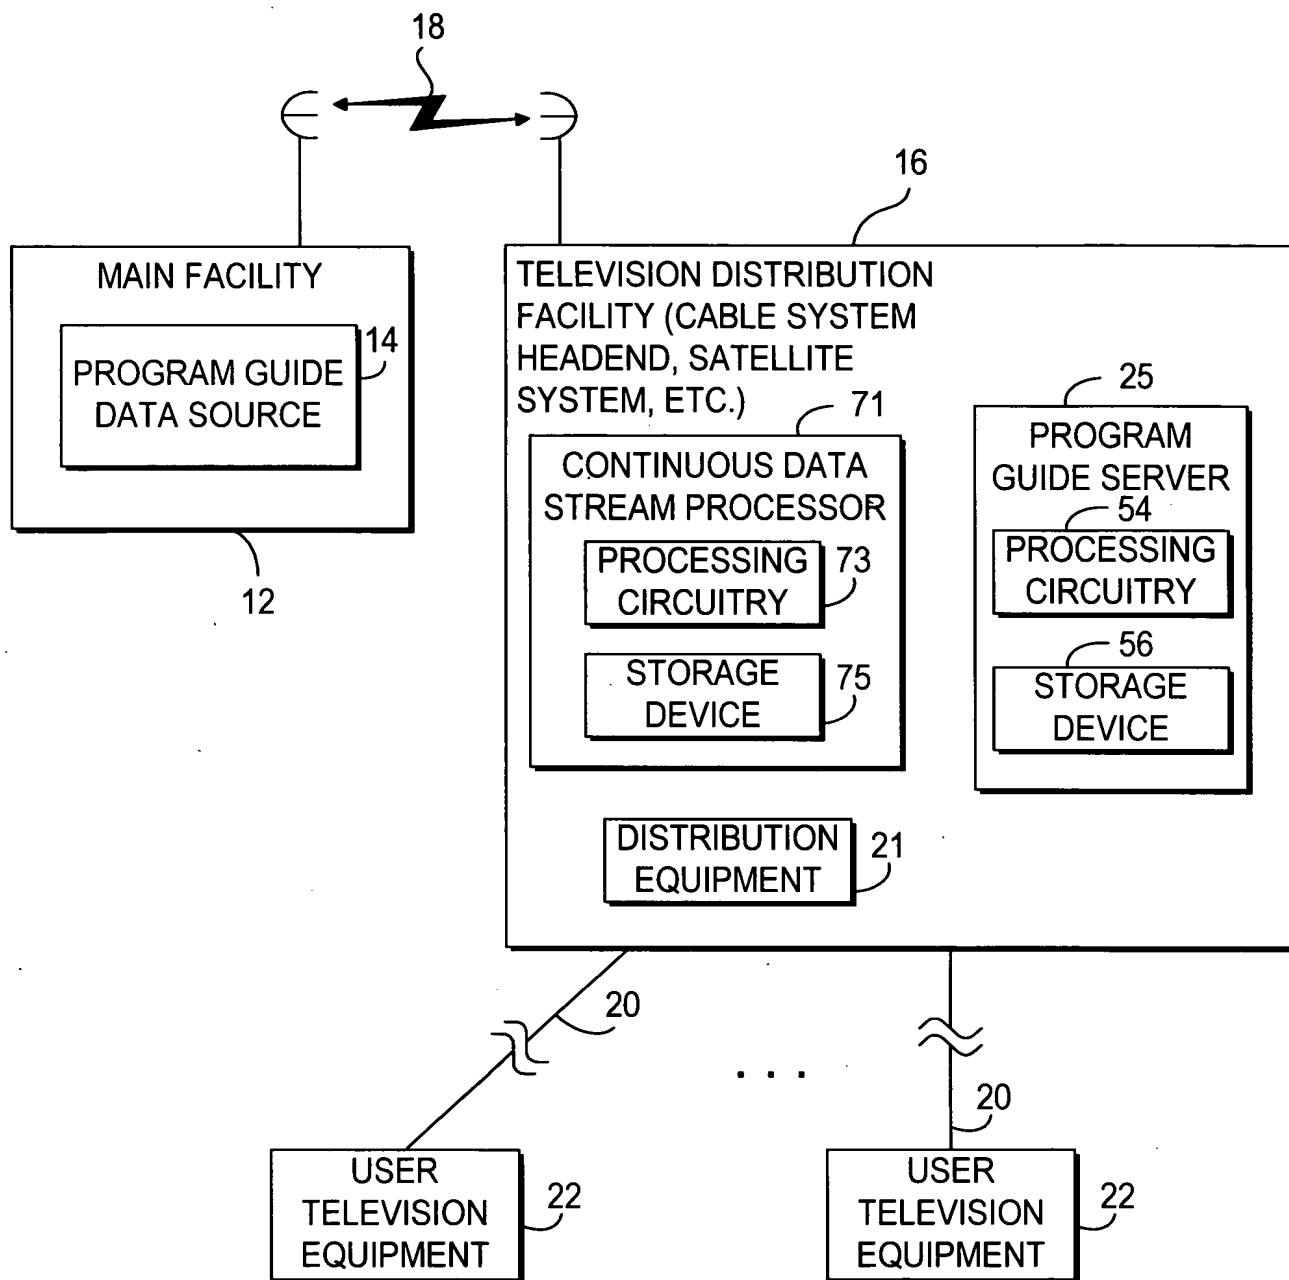 18
16
MAIN FACILITY
PROGRAM GUIDE
DATA SOURCE
14
12
TELEVISION DISTRIBUTION
FACILITY (CABLE SYSTEM
HEADEND, SATELLITE
SYSTEM, ETC.)
71
CONTINUOUS DATA
STREAM PROCESSOR
PROCESSING
CIRCUITRY
73
STORAGE
DEVICE
75
25
PROGRAM
GUIDE SERVER
54
PROCESSING
CIRCUITRY
56
STORAGE
DEVICE
DISTRIBUTION
EQUIPMENT
21
20
. . .
20
USER
TELEVISION
EQUIPMENT
22
USER
TELEVISION
EQUIPMENT
22